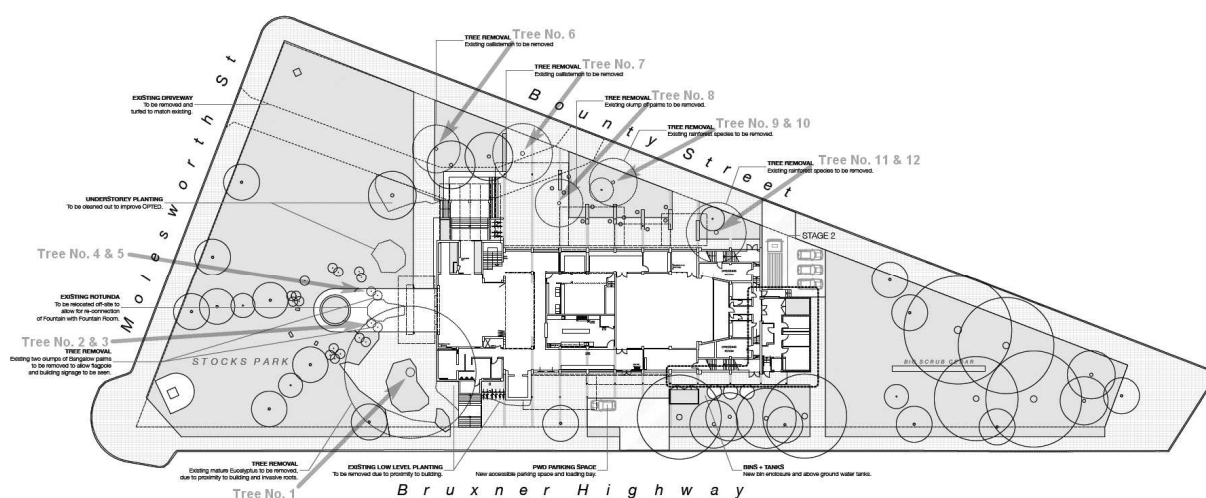 TREE REMOVAL Tree No. 6
Existing callistemon to be removed
TREE REMOVAL Tree No. 7
Existing callistemon to be removed
TREE REMOVAL Tree No. 8
Existing clump of palms to be removed.
TREE REMOVAL Tree No. 9 & 10
Existing rainforest species to be removed.
TREE REMOVAL Tree No. 11 & 12
Existing rainforest species to be removed.
Bounty Street
Molesworth St
EXISTING DRIVEWAY
To be removed and
turfed to match existing.
UNDERSTOREY PLANTING
To be cleaned out to improve CPTED.
STAGE 2
Tree No. 4 & 5
EXISTING ROTUNDA
To be relocated off-site to
allow for re-connection
of Fountain with Fountain Room.
Tree No. 2 & 3
TREE REMOVAL
Existing two clumps of Bangalow palms
to be removed to allow flagpole
and building signage to be seen.
STOCKS PARK
BIG SCRUB CEDAR
TREE REMOVAL
Existing mature Eucalyptus to be removed,
due to proximity to building and invasive roots.
Tree No. 1
EXISTING LOW LEVEL PLANTING
To be removed due to proximity to building.
PWD PARKING SPACE
New accessible parking space and loading bay.
BINS + TANKS
New bin enclosure and above ground water tanks.
Bruxner Highway